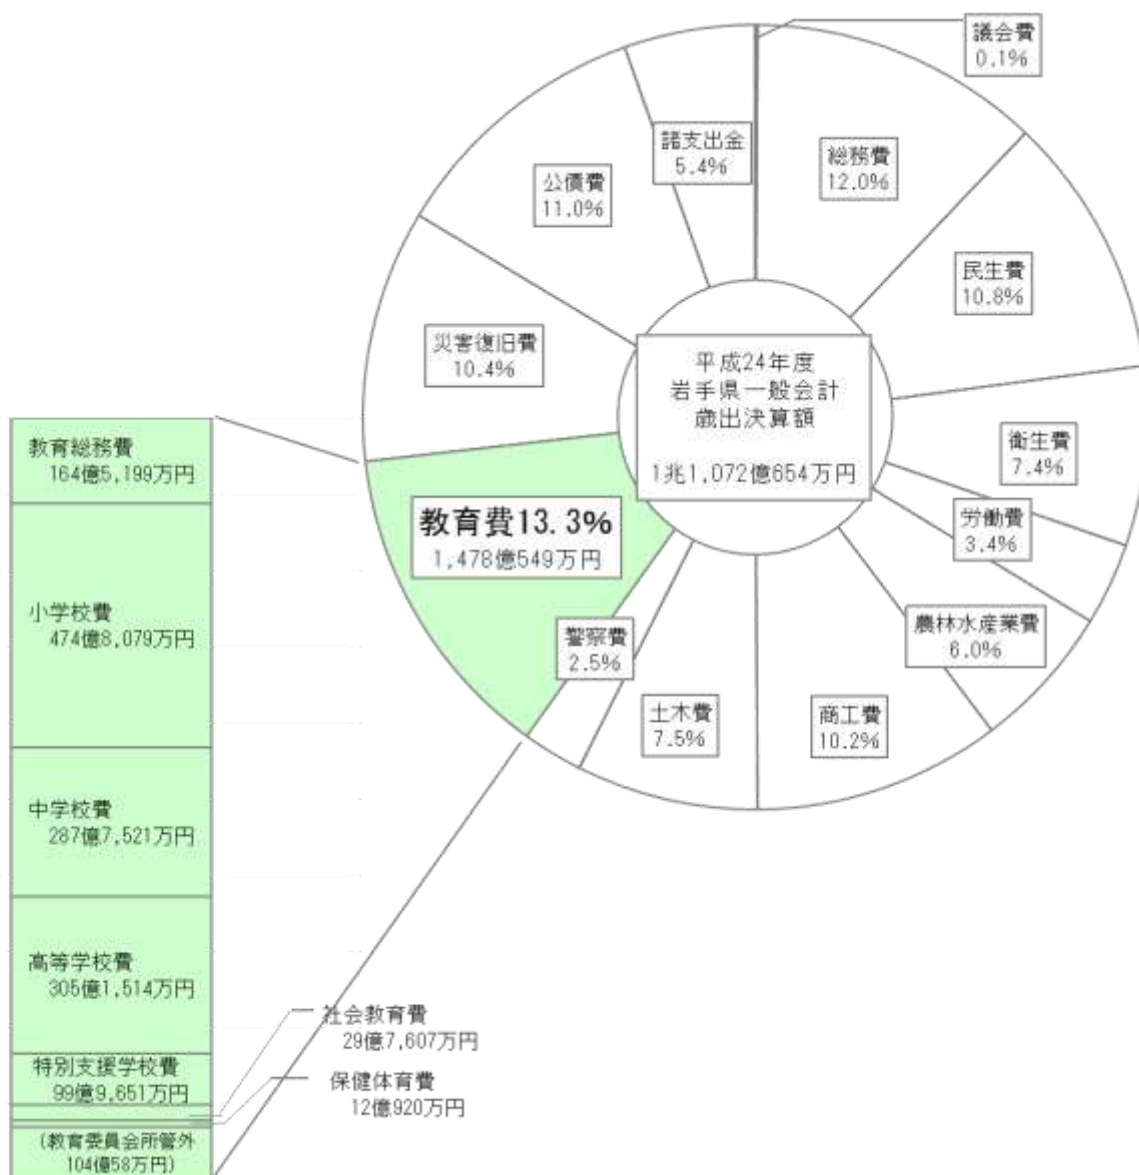 議会費
0.1%
総務費
12.0%
民生費
10.8%
衛生費
7.4%
労働費
3.4%
農林水産業費
6.0%
商工費
10.2%
土木費
7.5%
警察費
2.5%
教育費13.3%
1,478億549万円
災害復旧費
10.4%
公債費
11.0%
諸支出金
5.4%
平成24年度
岩手県一般会計
歳出決算額
1兆1,072億654万円
教育総務費
164億5,199万円
小学校費
474億8,079万円
中学校費
287億7,521万円
高等学校費
305億1,514万円
特別支援学校費
99億9,651万円
社会教育費
29億7,607万円
保健体育費
12億920万円
(教育委員会所管外
104億58万円)